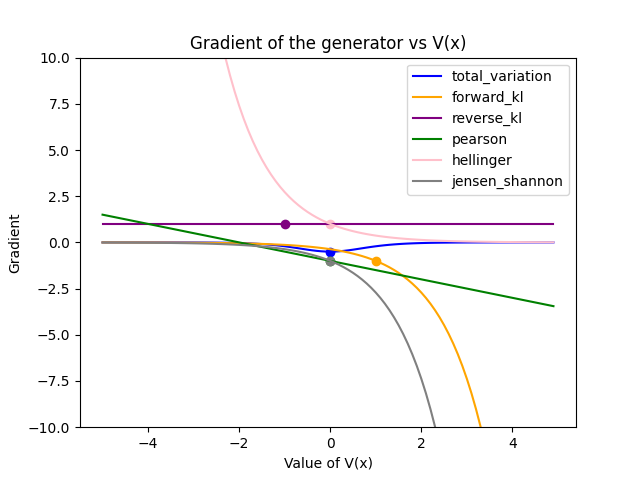 Gradient of the generator vs V(x)
10.0
7.5
5.0
2.5
0.0
−2.5
−5.0
−7.5
−10.0
Gradient
total_variation
forward_kl
reverse_kl
pearson
hellinger
jensen_shannon
−4 −2 0 2 4
Value of V(x)